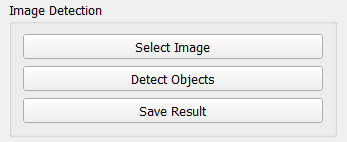 Image Detection
Select Image
Detect Objects
Save Result